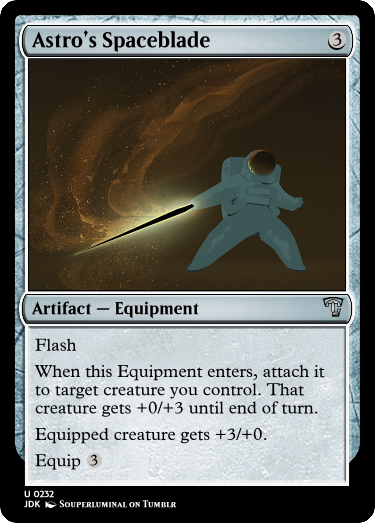 Astro's Spaceblade 3
Artifact — Equipment
Flash
When this Equipment enters, attach it
to target creature you control. That
creature gets +0/+3 until end of turn.
Equipped creature gets +3/+0.
Equip 3
U 0232
JDK Souperluminal on Tumblr